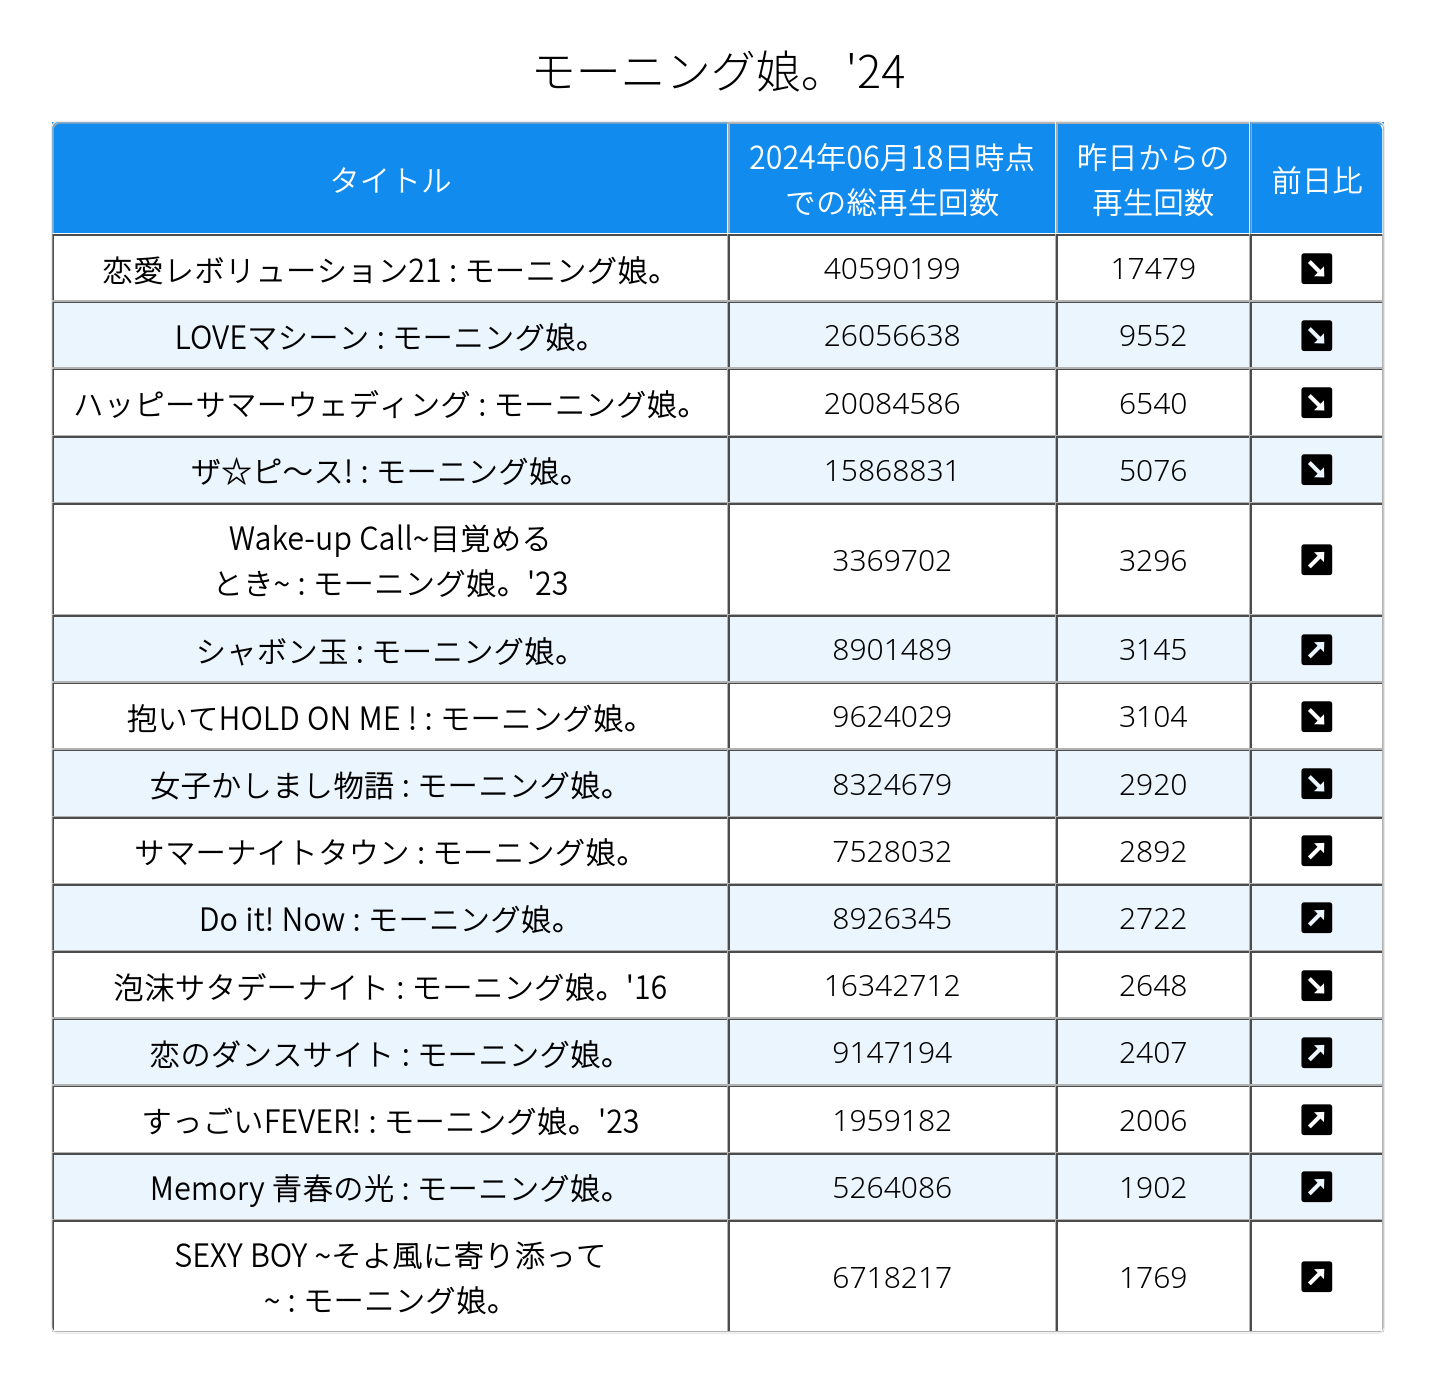 モーニング娘。'24
タイトル
2024年06月18日時点
での総再生回数
昨日からの
再生回数
前日比
恋愛レボリューション21 : モーニング娘。 40590199 17479 ↘
LOVEマシーン : モーニング娘。 26056638 9552 ↘
ハッピーサマーウェディング : モーニング娘。 20084586 6540 ↘
ザ☆ピ〜ス! : モーニング娘。 15868831 5076 ↘
Wake-up Call~目覚める
とき~ : モーニング娘。'23
3369702 3296 ↗
シャボン玉 : モーニング娘。 8901489 3145 ↗
抱いてHOLD ON ME ! : モーニング娘。 9624029 3104 ↘
女子かしまし物語 : モーニング娘。 8324679 2920 ↘
サマーナイトタウン : モーニング娘。 7528032 2892 ↗
Do it! Now : モーニング娘。 8926345 2722 ↗
泡沫サタデーナイト : モーニング娘。'16 16342712 2648 ↘
恋のダンスサイト : モーニング娘。 9147194 2407 ↗
すっごいFEVER! : モーニング娘。'23 1959182 2006 ↗
Memory 青春の光 : モーニング娘。 5264086 1902 ↗
SEXY BOY ~そよ風に寄り添って
~ : モーニング娘。
6718217 1769 ↗